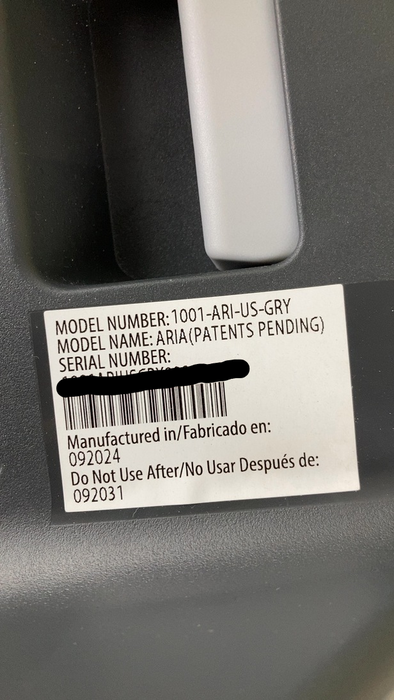 MODEL NUMBER: 1001-ARI-US-GRY
MODEL NAME: ARIA (PATENTS PENDING)
SERIAL NUMBER:
Manufactured in/Fabricado en:
092024
Do Not Use After/No Usar Después de:
092031